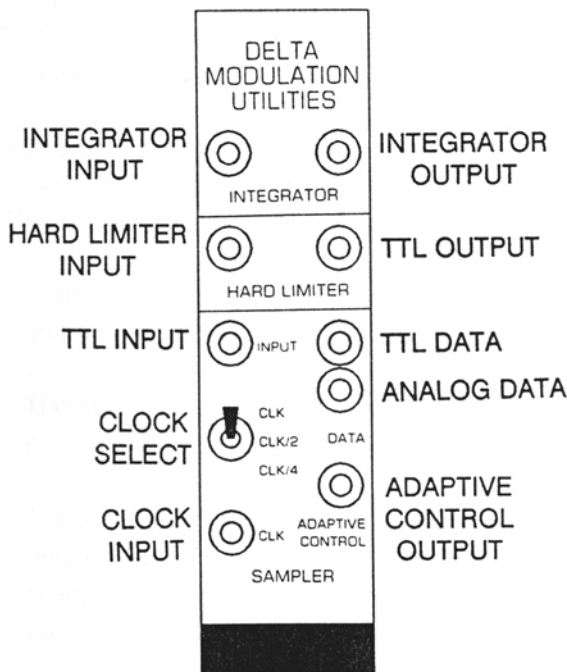 DELTA
MODULATION
UTILITIES
INTEGRATOR
INPUT
INTEGRATOR
OUTPUT
INTEGRATOR
HARD LIMITER
INPUT
TTL OUTPUT
HARD LIMITER
TTL INPUT
INPUT
TTL DATA
ANALOG DATA
CLOCK
SELECT
CLK
CLK/2
CLK/4
DATA
CLOCK
INPUT
CLK
ADAPTIVE
CONTROL
ADAPTIVE
CONTROL
OUTPUT
SAMPLER